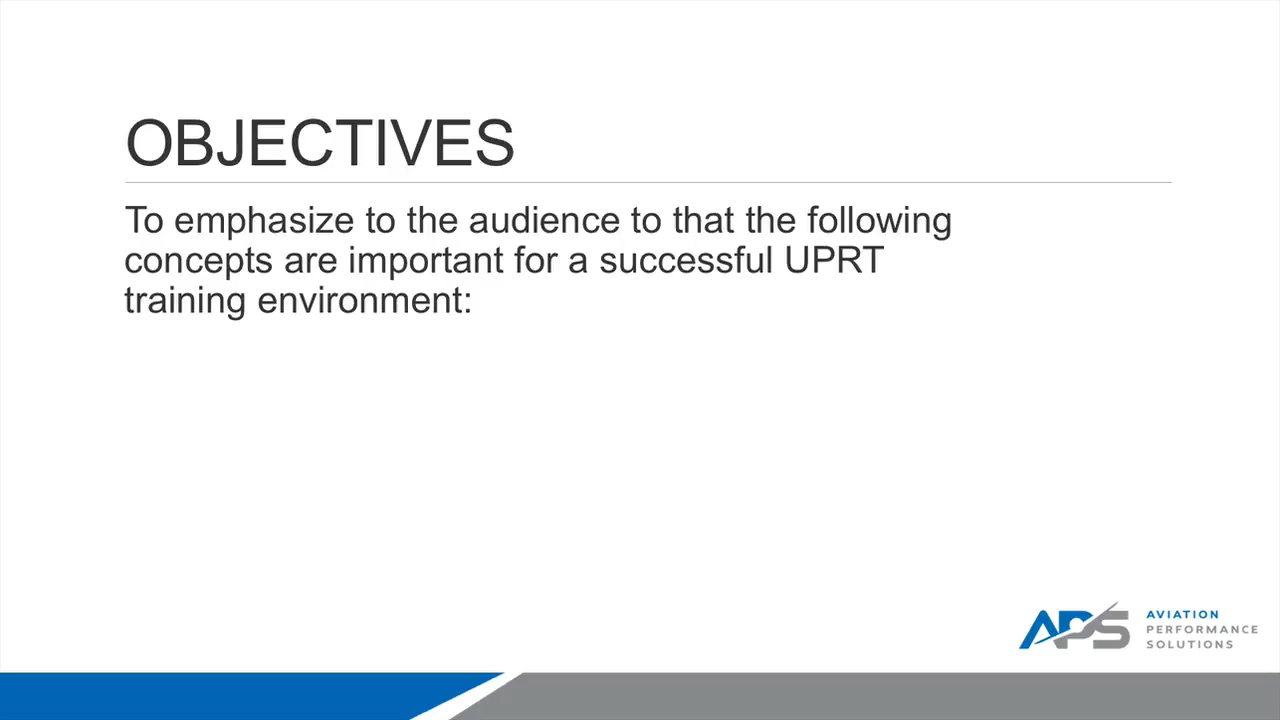 OBJECTIVES
To emphasize to the audience to that the following
concepts are important for a successful UPRT
training environment:
APS
AVIATION
PERFORMANCE
SOLUTIONS